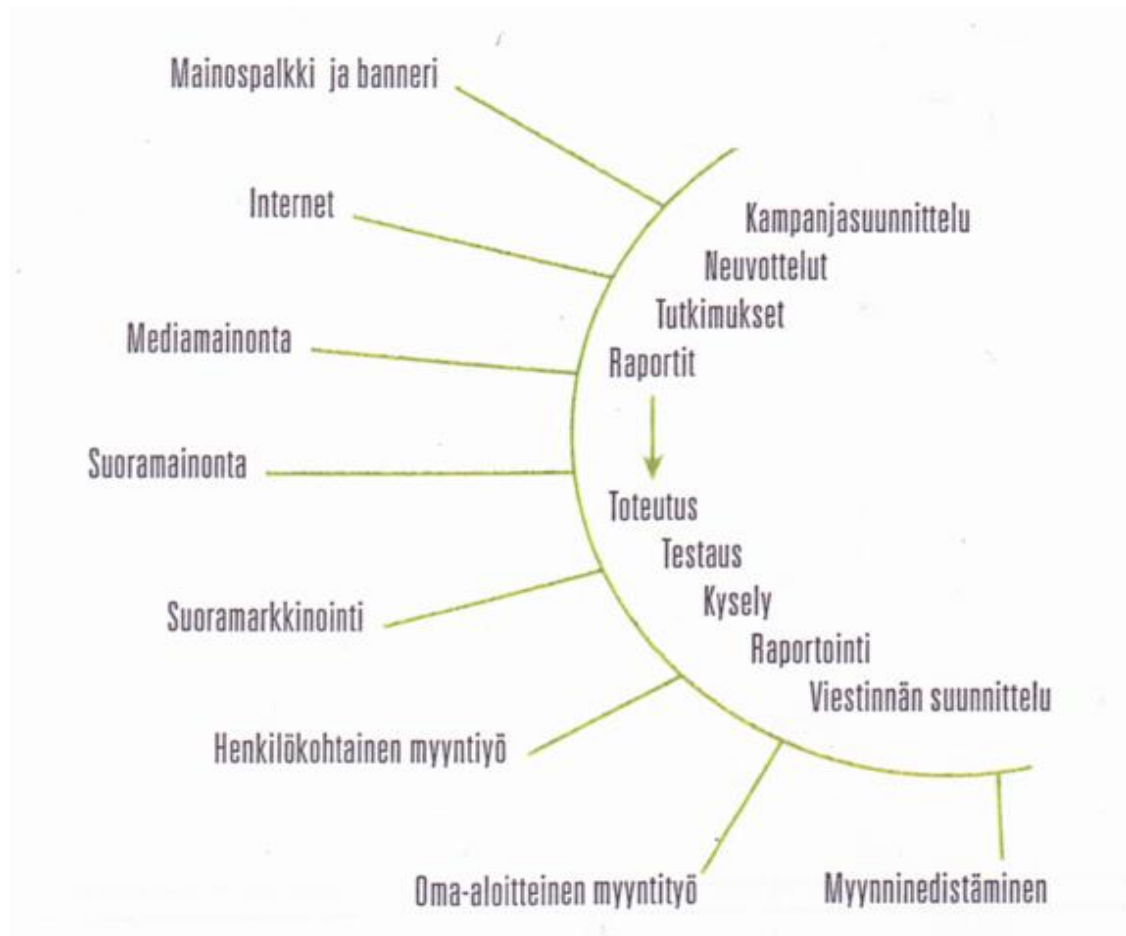 Mainospalkki ja banneri
Internet
Mediamainonta
Suoramainonta
Suoramarkkinointi
Henkilökohtainen myyntiyö
Oma-aloitteinen myyntityö
Myynninedistäminen
Kampanjasuunnittelu
Neuvottelut
Tutkimukset
Raportit
Toteutus
Testaus
Kysely
Raportointi
Viestinnän suunnittelu